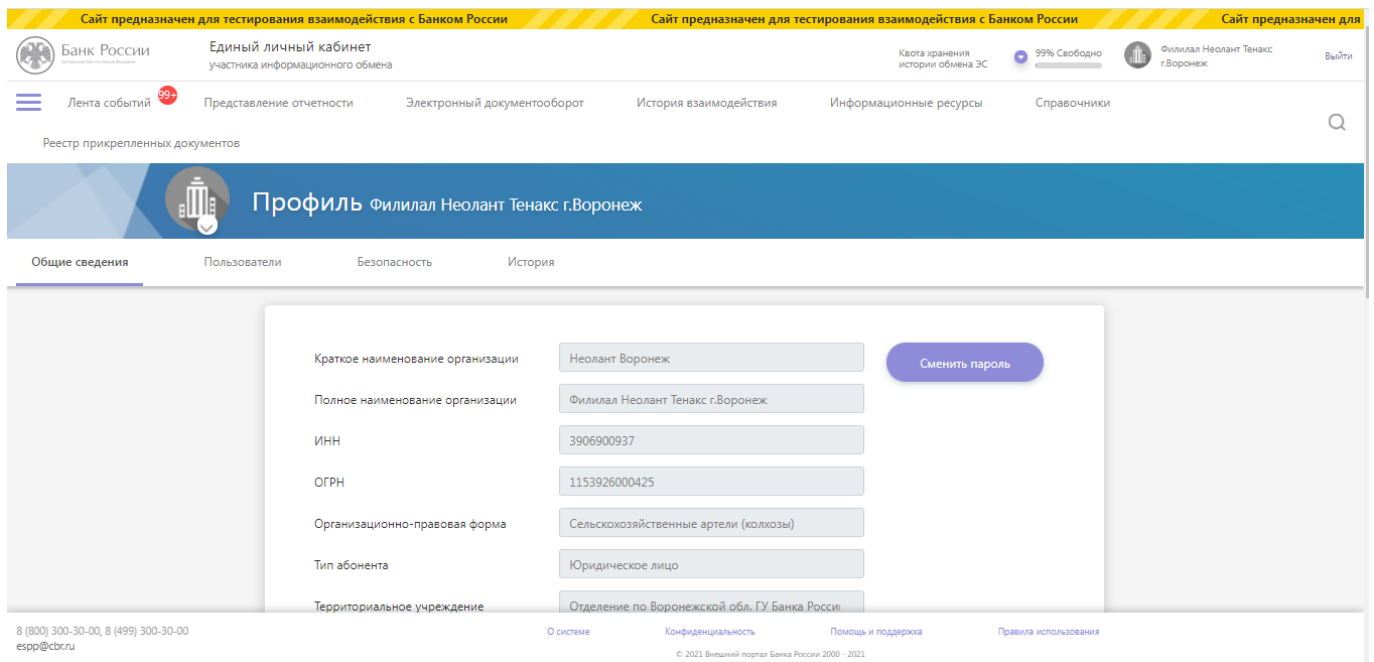 Сайт предназначен для тестирования взаимодействия с Банком России Сайт предназначен для тестирования взаимодействия с Банком России Сайт предназначен для
Банк России
Единый личный кабинет
участника информационного обмена
Квота хранения
истории обмена ЭС
99% Свободно
Филилал Неолант Тенакс
г.Воронеж
Выйти
Лента событий 99+ Представление отчетности Электронный документооборот История взаимодействия Информационные ресурсы Справочники
Реестр прикрепленных документов
Профиль Филилал Неолант Тенакс г.Воронеж
Общие сведения Пользователи Безопасность История
Краткое наименование организации Неолант Воронеж Сменить пароль
Полное наименование организации Филилал Неолант Тенакс г.Воронеж
ИНН 3906900937
ОГРН 1153926000425
Организационно-правовая форма Сельскохозяйственные артели (колхозы)
Тип абонента Юридическое лицо
Территориальное учреждение Отделение по Воронежской обл. ГУ Банка Росси
8 (800) 300-30-00, 8 (499) 300-30-00
espp@cbr.ru
О системе Конфиденциальность Помощь и поддержка Правила использования
© 2021 Внешний портал Банка России 2000 - 2021